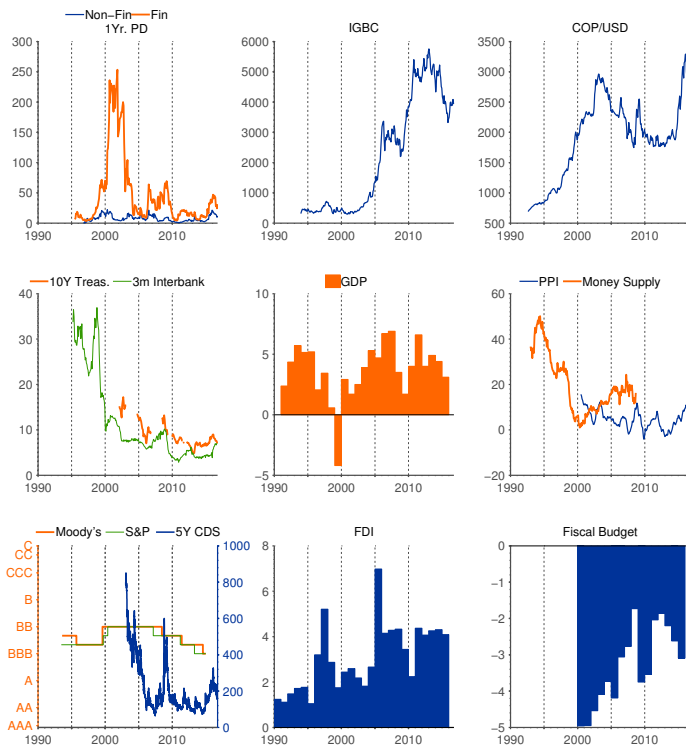 Non-Fin Fin
1Yr. PD
IGBC
COP/USD
300
250
200
150
100
50
0
1990 2000 2010
6000
5000
4000
3000
2000
1000
0
1990 2000 2010
3500
3000
2500
2000
1500
1000
500
1990 2000 2010
10Y Treas. 3m Interbank
GDP
PPI Money Supply
40
30
20
10
0
1990 2000 2010
10
5
0
−5
1990 2000 2010
60
40
20
0
−20
1990 2000 2010
Moody's S&P 5Y CDS
FDI
Fiscal Budget
C
CC
CCC
B
BB
BBB
A
AA
AAA
1000
800
600
400
200
0
1990 2000 2010
8
6
4
2
0
1990 2000 2010
0
−1
−2
−3
−4
−5
1990 2000 2010